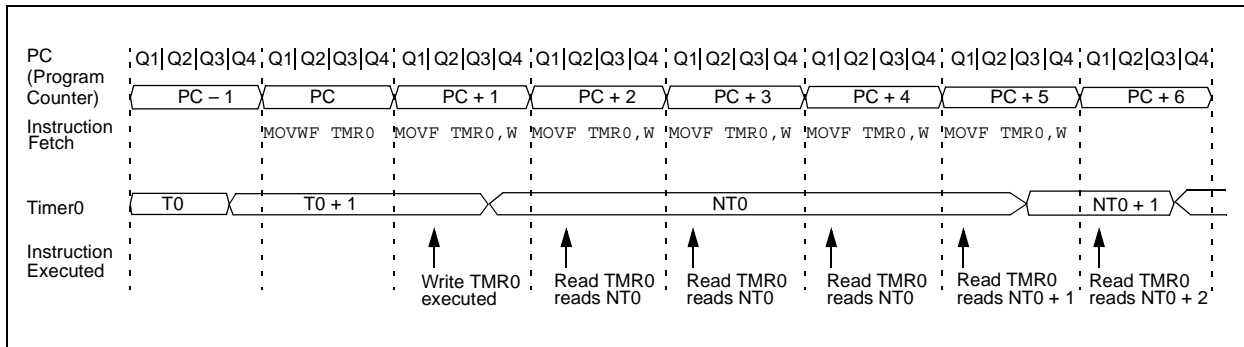 PC
(Program
Counter)
Q1|Q2|Q3|Q4 Q1|Q2|Q3|Q4 Q1|Q2|Q3|Q4 Q1|Q2|Q3|Q4 Q1|Q2|Q3|Q4 Q1|Q2|Q3|Q4 Q1|Q2|Q3|Q4 Q1|Q2|Q3|Q4
PC – 1 PC PC + 1 PC + 2 PC + 3 PC + 4 PC + 5 PC + 6
Instruction
Fetch
MOVWF TMR0 MOVF TMR0,W MOVF TMR0,W MOVF TMR0,W MOVF TMR0,W MOVF TMR0,W
Timer0 T0 T0 + 1 NT0 NT0 + 1
Instruction
Executed
Write TMR0
executed
Read TMR0
reads NT0
Read TMR0
reads NT0
Read TMR0
reads NT0
Read TMR0
reads NT0 + 1
Read TMR0
reads NT0 + 2